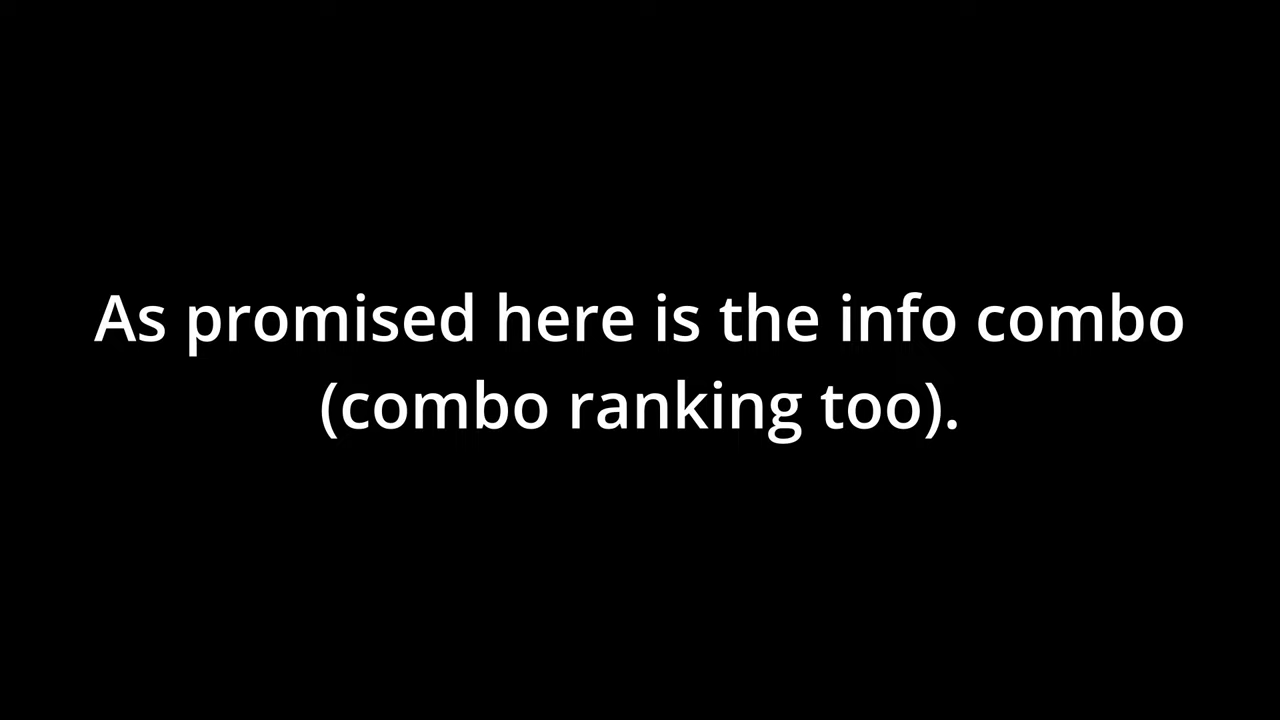 As promised here is the info combo
(combo ranking too).